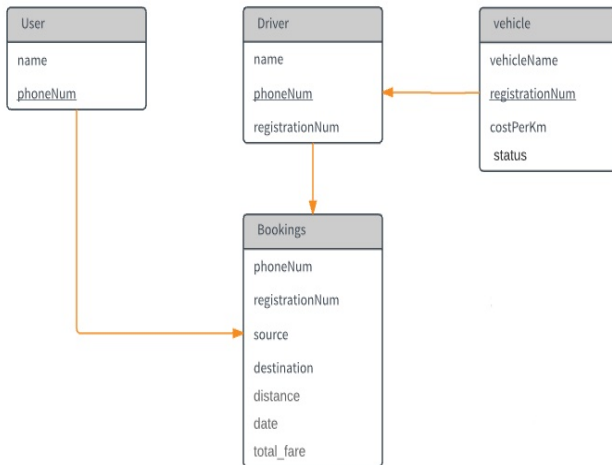 User
name
phoneNum
Driver
name
phoneNum
registrationNum
vehicle
vehicleName
registrationNum
costPerKm
status
Bookings
phoneNum
registrationNum
source
destination
distance
date
total_fare